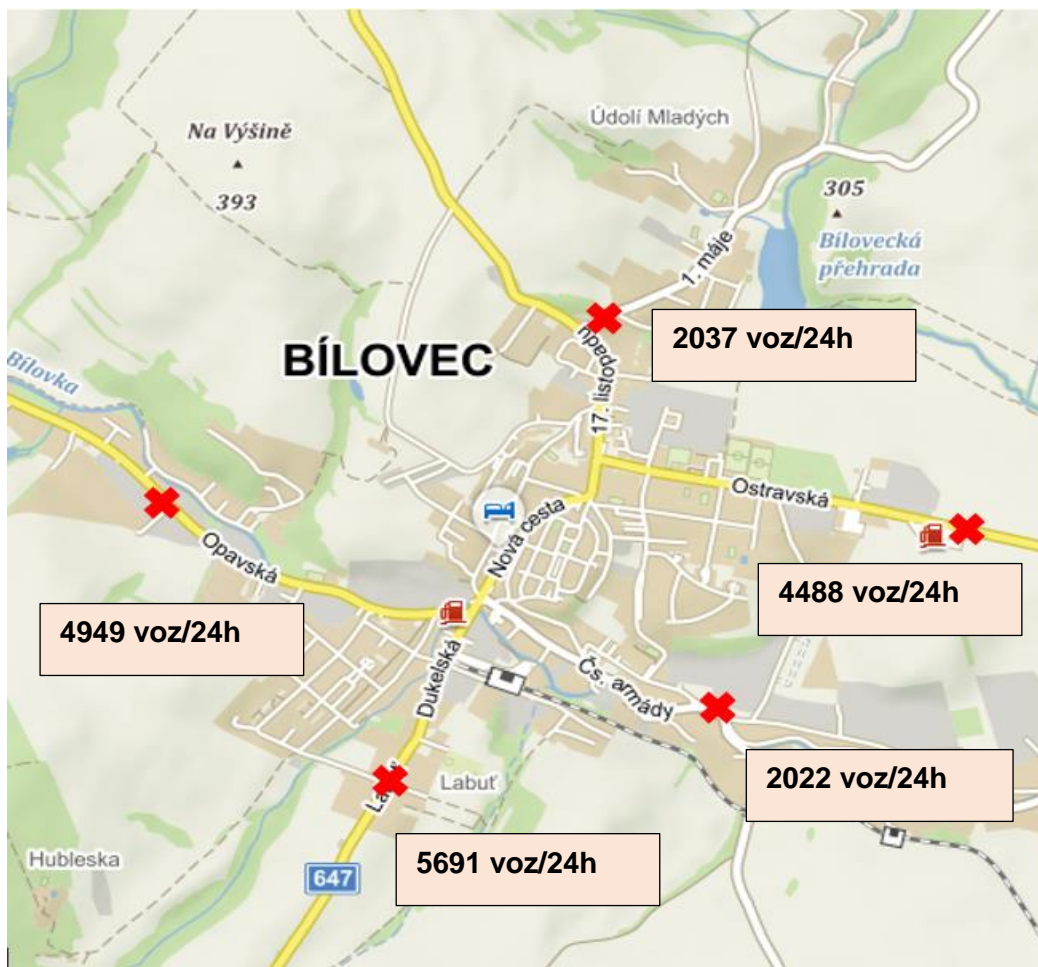 Údolí Mladých
Na Výšině
393
305
Bílovecká
přehrada
1. máje
2037 voz/24h
BÍLOVEC
Bílovka
17. listopadu
Ostravská
Nová cesta
Opavská
4488 voz/24h
4949 voz/24h
Dukelská
Čs. armády
2022 voz/24h
Labuť
5691 voz/24h
Hubleska
647